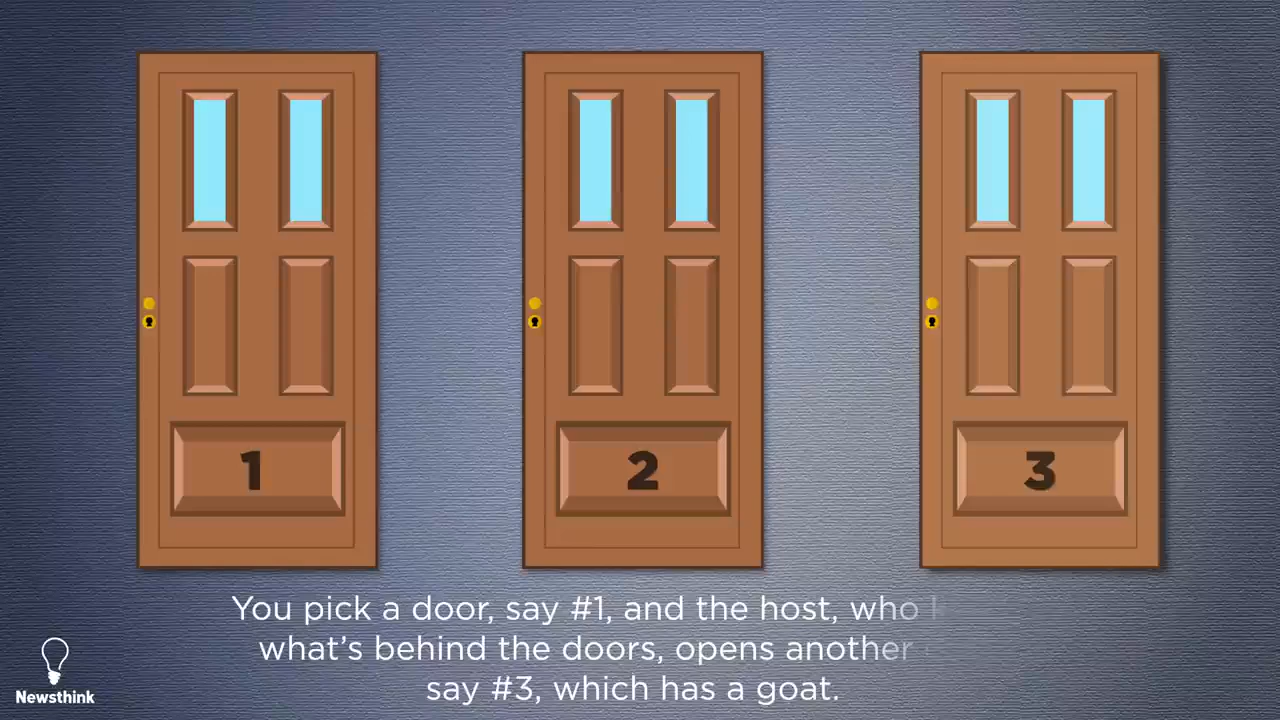 1
2
3
You pick a door, say #1, and the host, who
what's behind the doors, opens another
say #3, which has a goat.
Newsthink